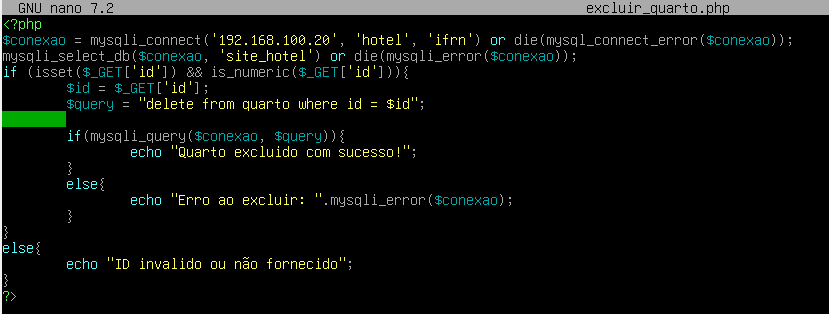 GNU nano 7.2 excluir_quarto.php
<?php
$conexao = mysqli_connect('192.168.100.20', 'hotel', 'ifrn') or die(mysql_connect_error($conexao));
mysqli_select_db($conexao, 'site_hotel') or die(mysqli_error($conexao));
if (isset($_GET['id']) && is_numeric($_GET['id'])){
        $id = $_GET['id'];
        $query = "delete from quarto where id = $id";

        if(mysqli_query($conexao, $query)){
                echo "Quarto excluido com sucesso!";
        }
        else{
                echo "Erro ao excluir: ".mysqli_error($conexao);
        }
}
else{
        echo "ID invalido ou não fornecido";
}
?>